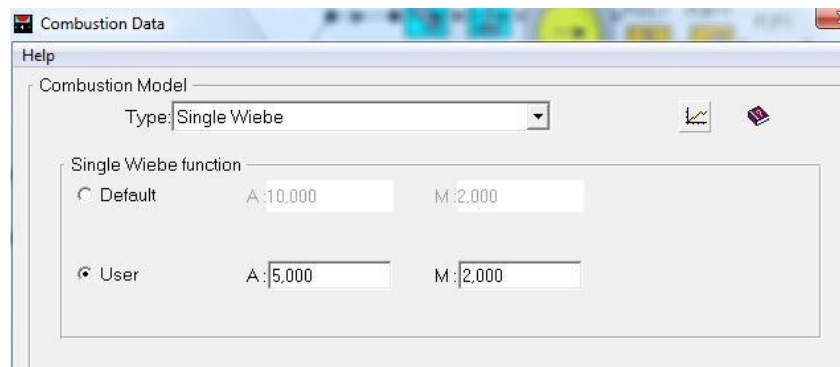 Combustion Data
Help
Combustion Model
Type: Single Wiebe
Single Wiebe function
Default A :10,000 M :2,000
User A : 5,000 M : 2,000